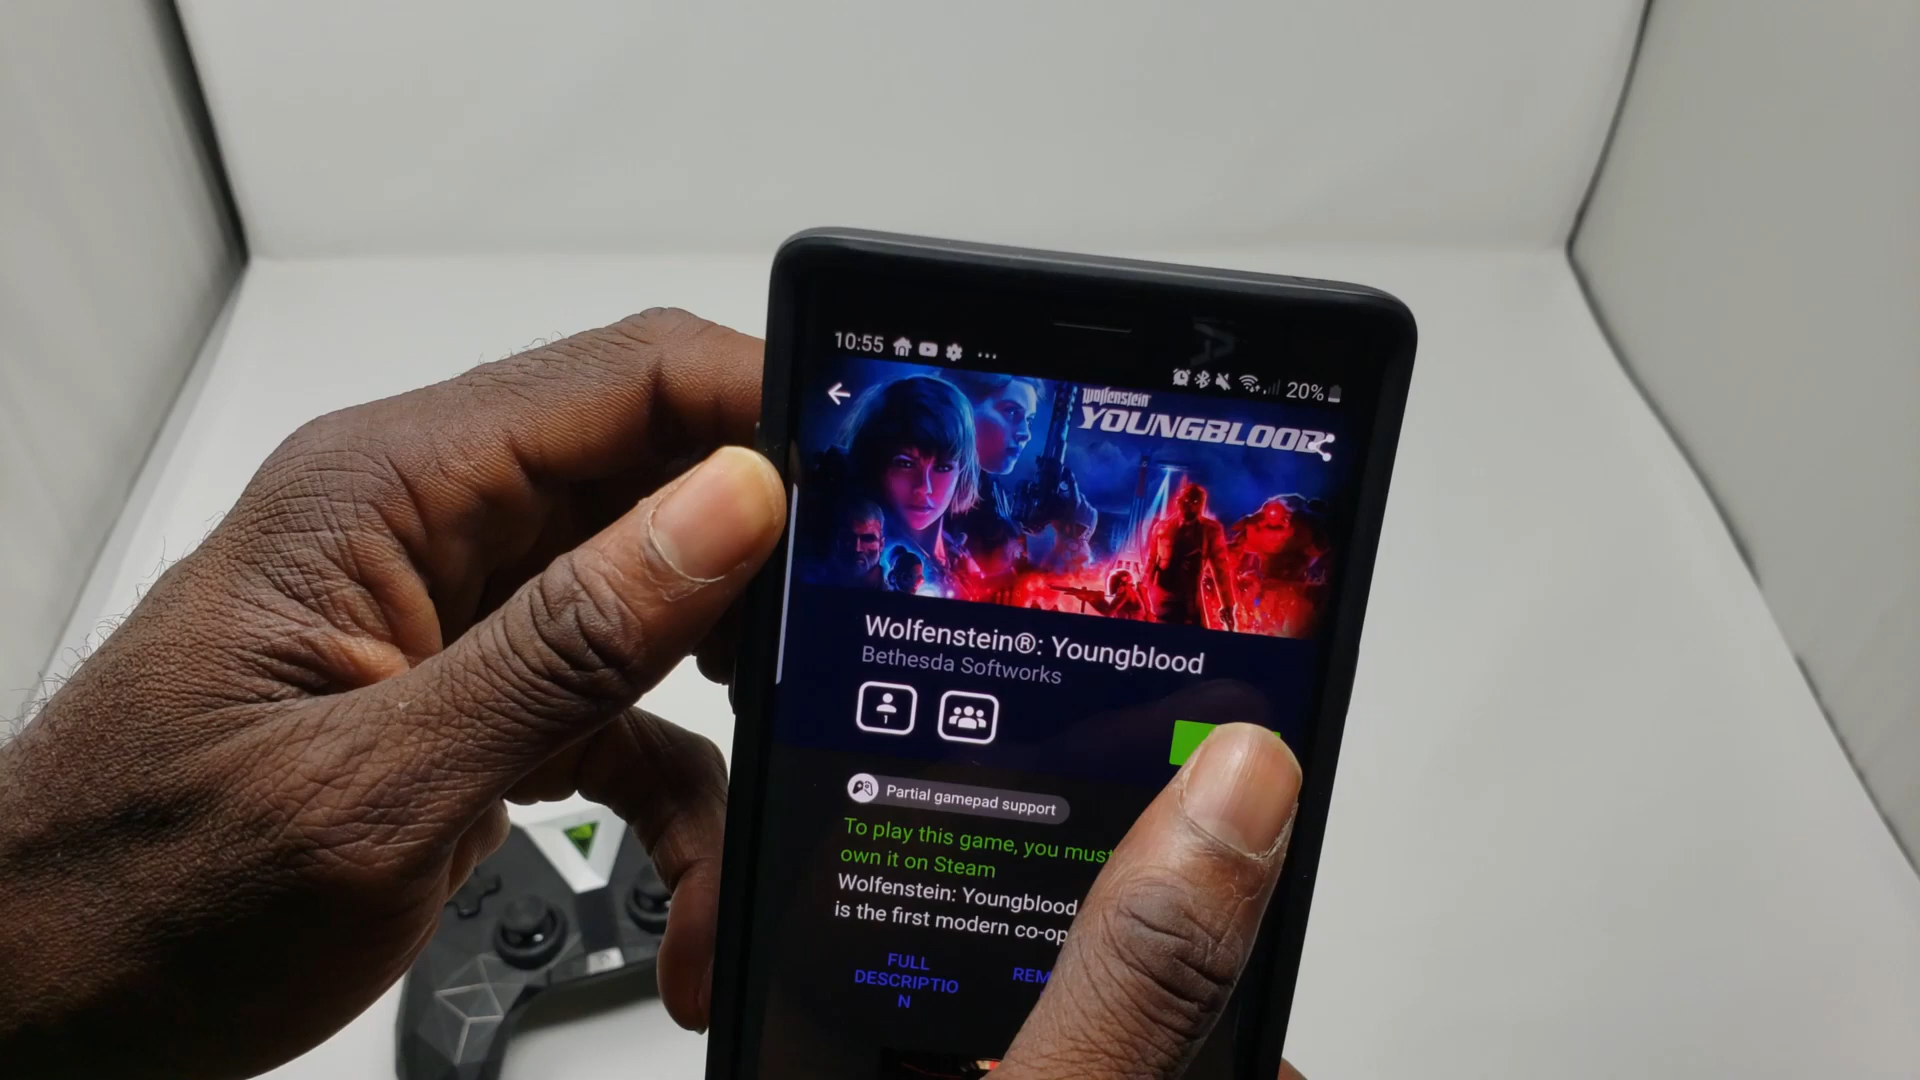 10:55
20%
Wolfenstein
YOUNGBLOOD
Wolfenstein®: Youngblood
Bethesda Softworks
1
Partial gamepad support
To play this game, you must
own it on Steam
Wolfenstein: Youngblood
is the first modern co-op
FULL
DESCRIPTIO
N